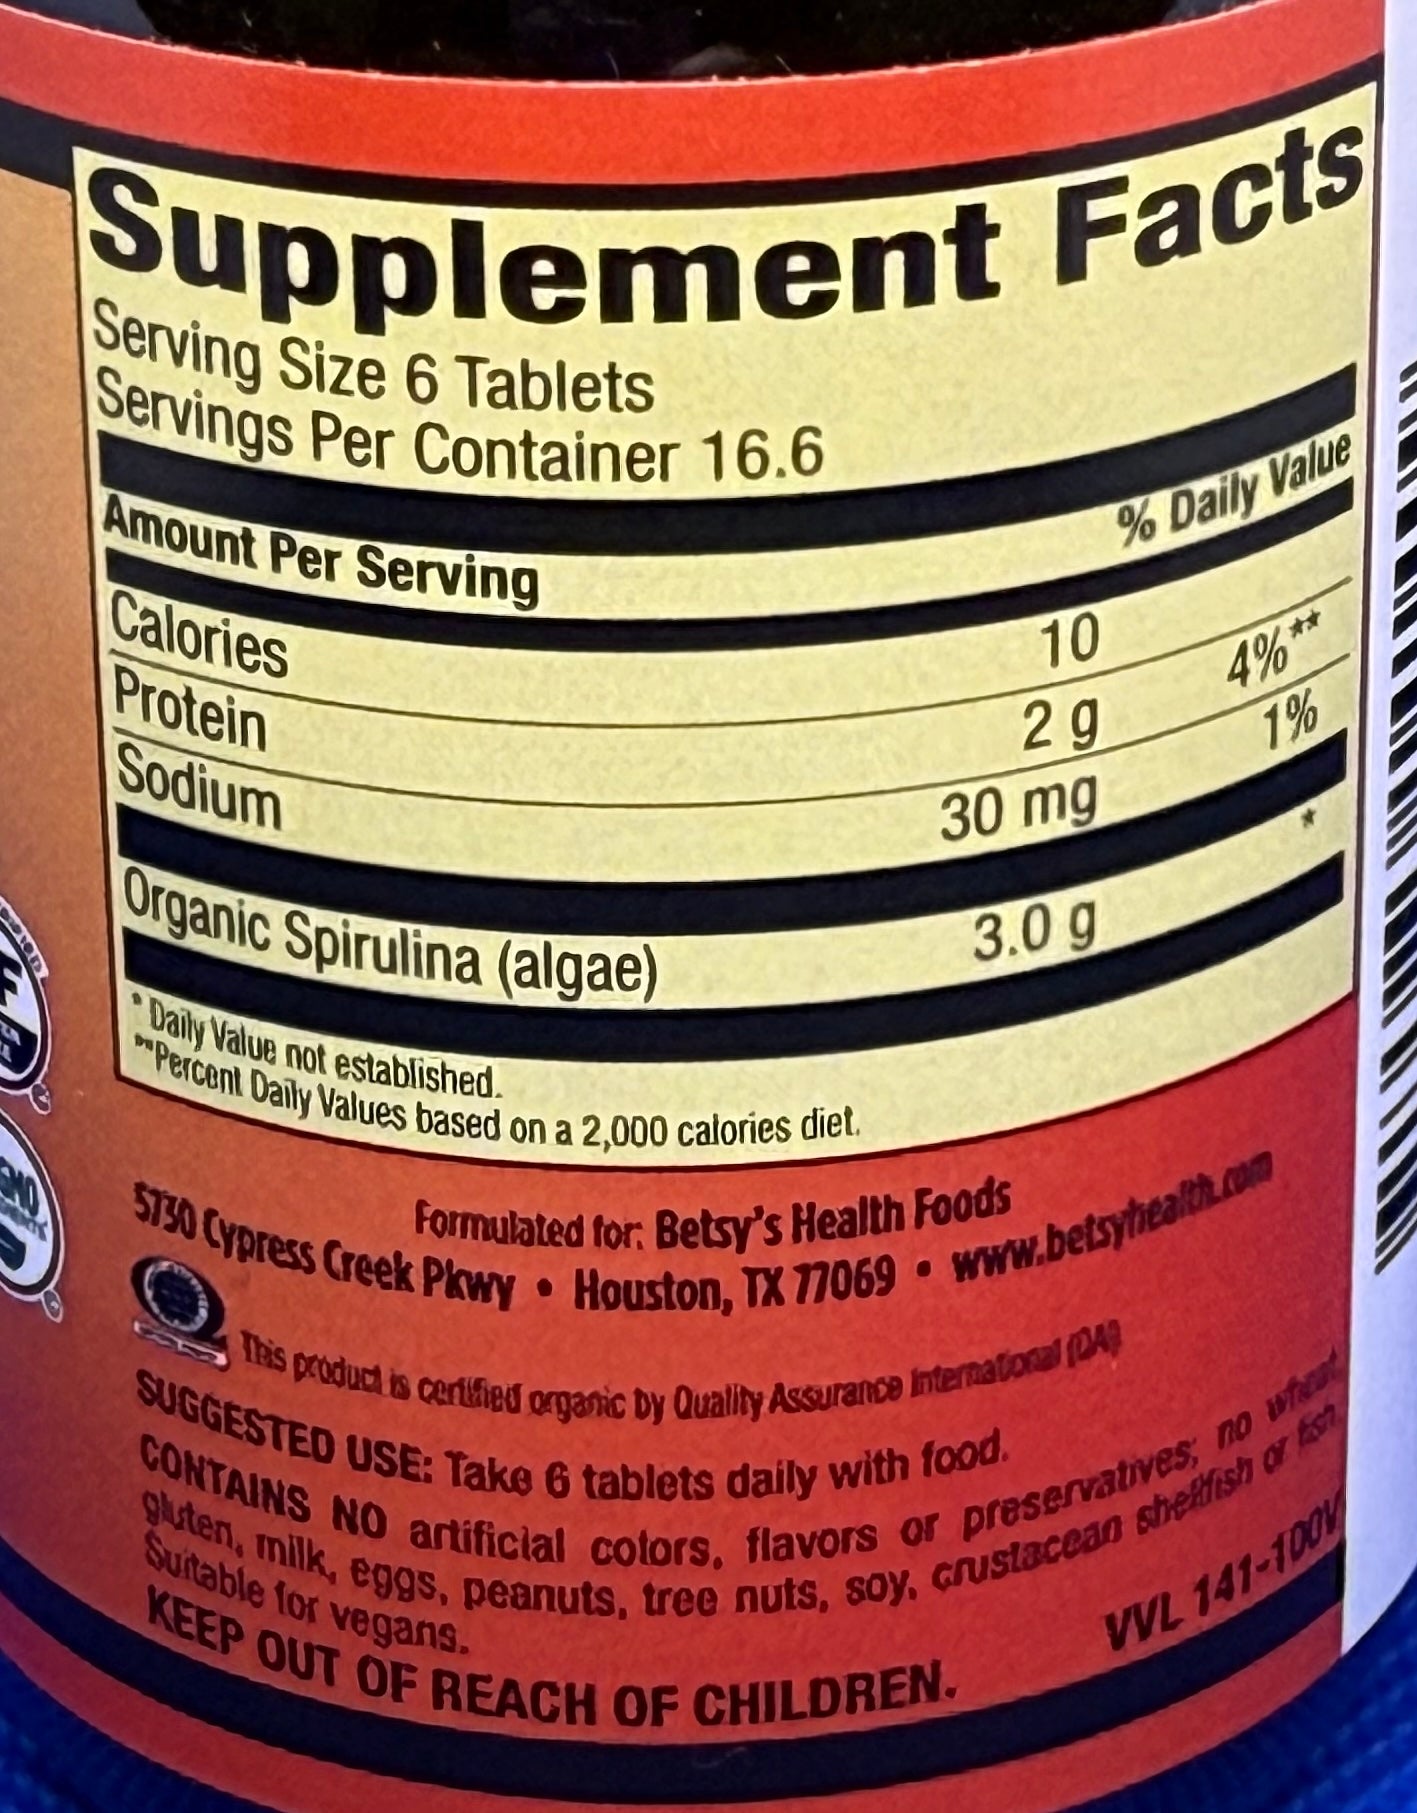 Supplement Facts
Serving Size 6 Tablets
Servings Per Container 16.6
Amount Per Serving % Daily Value
Calories 10
Protein 2 g 4%**
Sodium 30 mg 1%
Organic Spirulina (algae) 3.0 g *
* Daily Value not established.
**Percent Daily Values based on a 2,000 calories diet.
Formulated for: Betsy's Health Foods
5730 Cypress Creek Pkwy • Houston, TX 77069 • www.betsyhealth.com
This product is certified organic by Quality Assurance International (QAI)
SUGGESTED USE: Take 6 tablets daily with food.
CONTAINS NO artificial colors, flavors or preservatives; no wheat,
gluten, milk, eggs, peanuts, tree nuts, soy, crustacean shellfish or fish.
Suitable for vegans.
KEEP OUT OF REACH OF CHILDREN.
VVL 141-100V